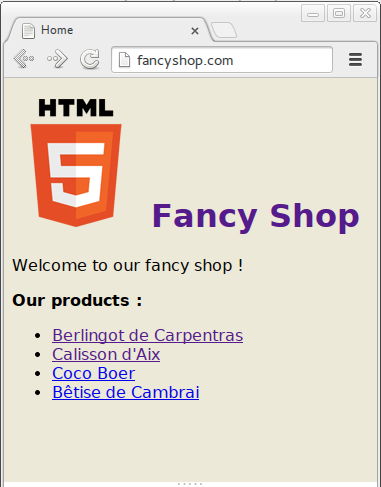 Home
fancyshop.com
HTML
5
Fancy Shop
Welcome to our fancy shop !
Our products :
Berlingot de Carpentras
Calisson d'Aix
Coco Boer
Bêtise de Cambrai